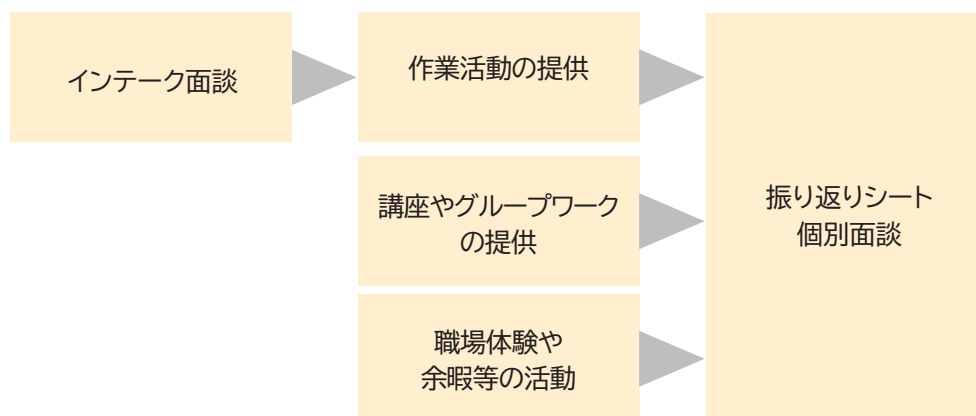 インテーク面談
作業活動の提供
講座やグループワーク
の提供
職場体験や
余暇等の活動
振り返りシート
個別面談